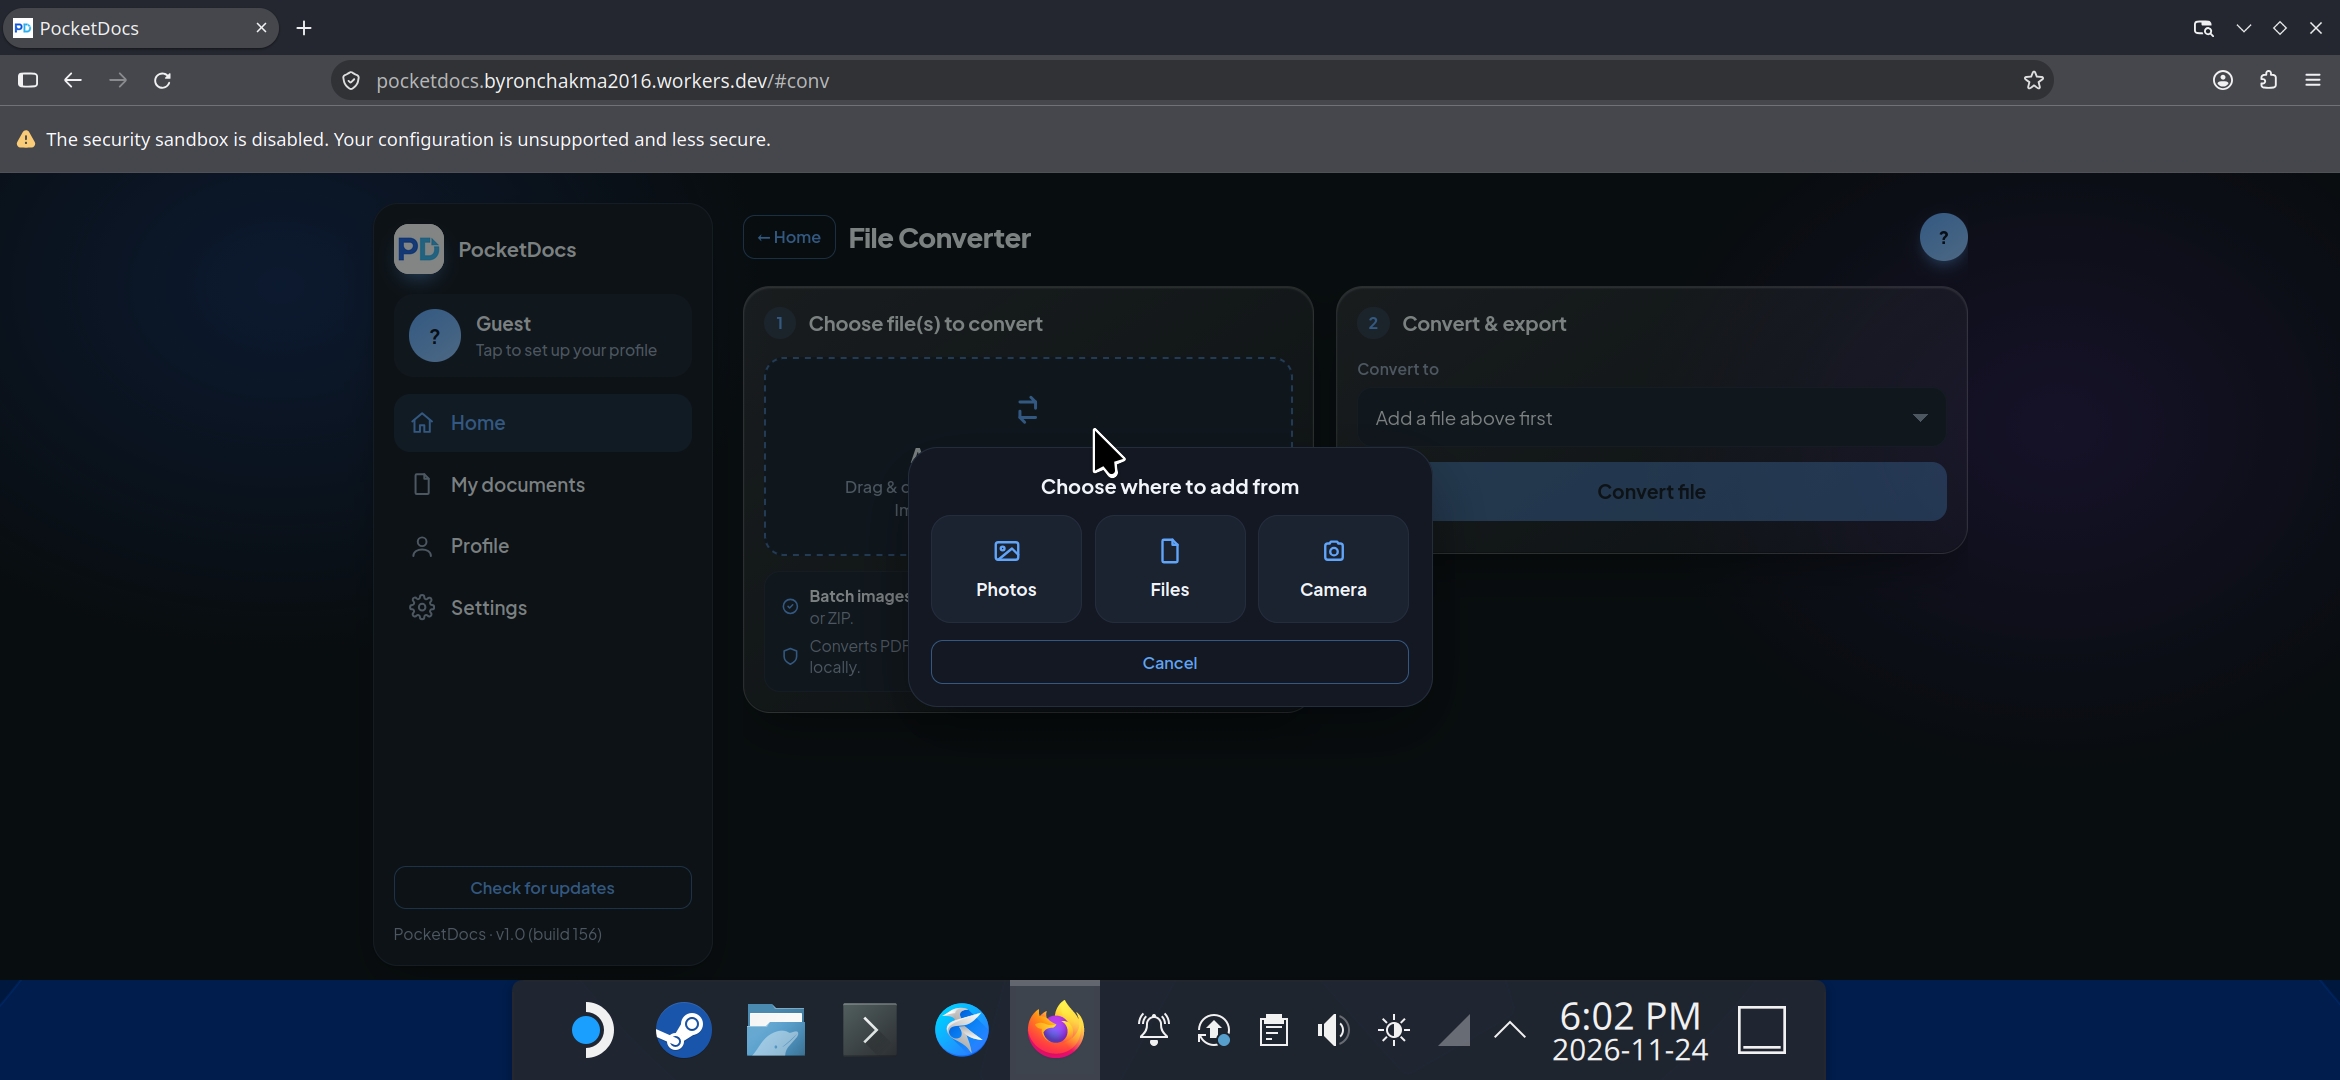 PocketDocs
pocketdocs.byronchakma2016.workers.dev/#conv
The security sandbox is disabled. Your configuration is unsupported and less secure.
PD PocketDocs
? Guest
Tap to set up your profile
Home
My documents
Profile
Settings
Check for updates
PocketDocs · v1.0 (build 156)
← Home File Converter
?
1 Choose file(s) to convert
Drag &
Batch images
or ZIP.
Converts PDF
locally.
2 Convert & export
Convert to
Add a file above first
Convert file
Choose where to add from
Photos Files Camera
Cancel
6:02 PM
2026-11-24